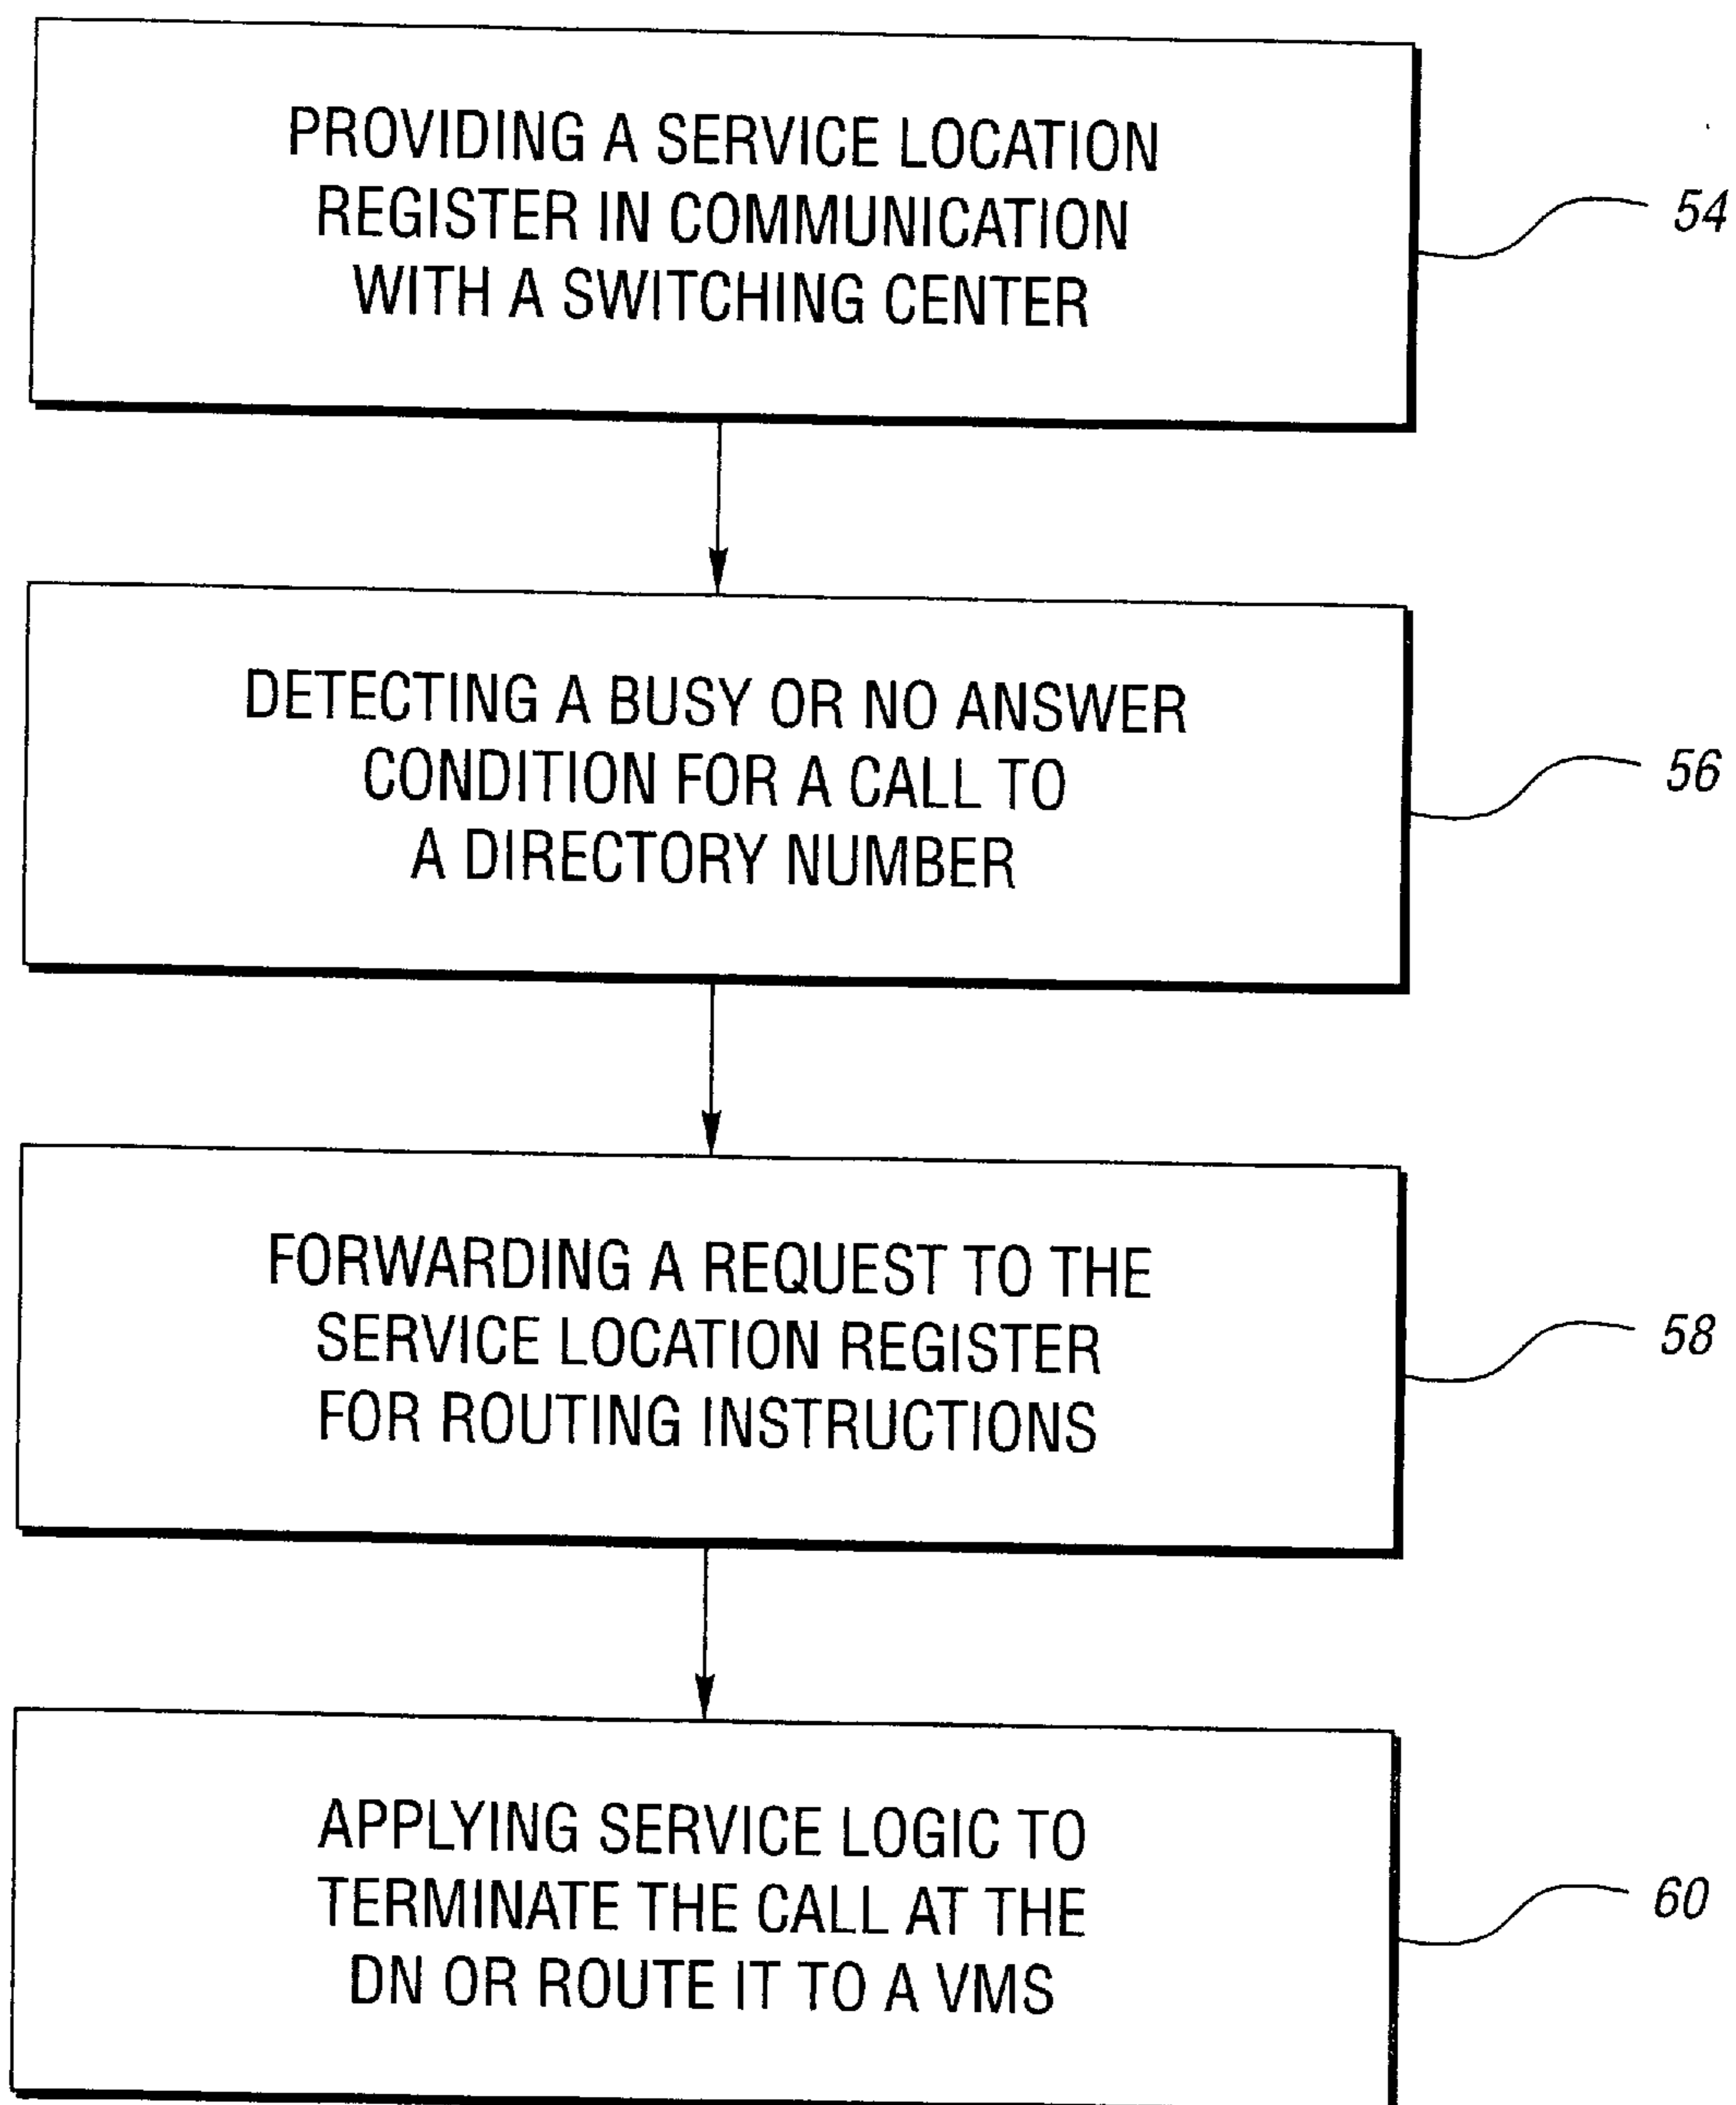 PROVIDING A SERVICE LOCATION
REGISTER IN COMMUNICATION
WITH A SWITCHING CENTER
54
DETECTING A BUSY OR NO ANSWER
CONDITION FOR A CALL TO
A DIRECTORY NUMBER
56
FORWARDING A REQUEST TO THE
SERVICE LOCATION REGISTER
FOR ROUTING INSTRUCTIONS
58
APPLYING SERVICE LOGIC TO
TERMINATE THE CALL AT THE
DN OR ROUTE IT TO A VMS
60